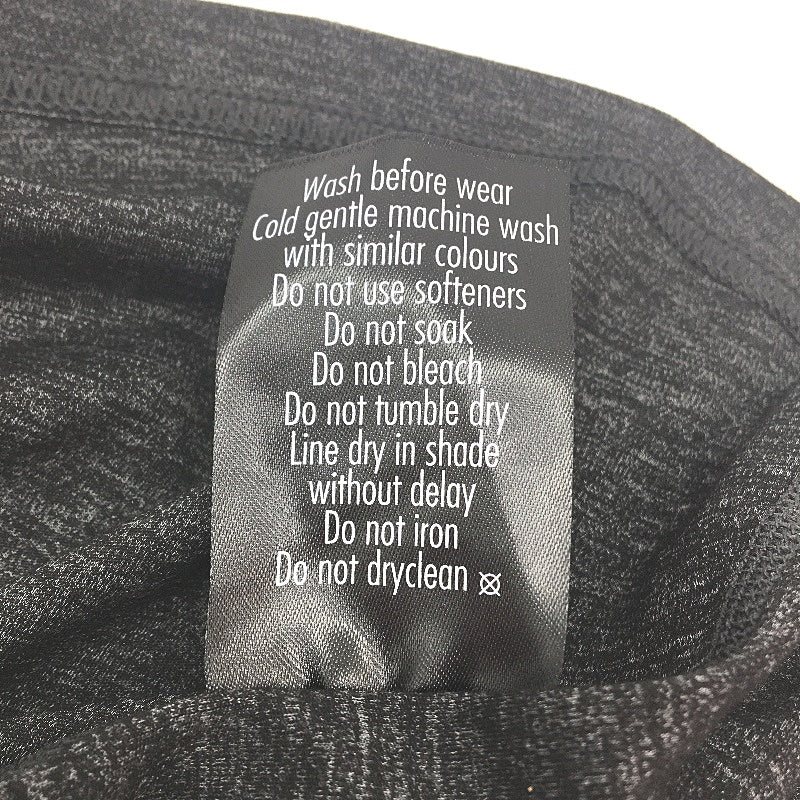 Wash before wear
Cold gentle machine wash
with similar colours
Do not use softeners
Do not soak
Do not bleach
Do not tumble dry
Line dry in shade
without delay
Do not iron
Do not dryclean